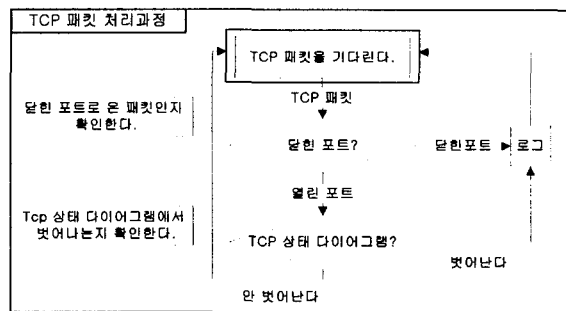 TCP 패킷 처리과정
TCP 패킷을 기다린다.
TCP 패킷
닫힌 포트로 온 패킷인지
확인한다.
닫힌 포트?
닫힌포트
로그
열린 포트
Tcp 상태 다이어그램에서
벗어나는지 확인한다.
TCP 상태 다이어그램?
벗어난다
안 벗어난다